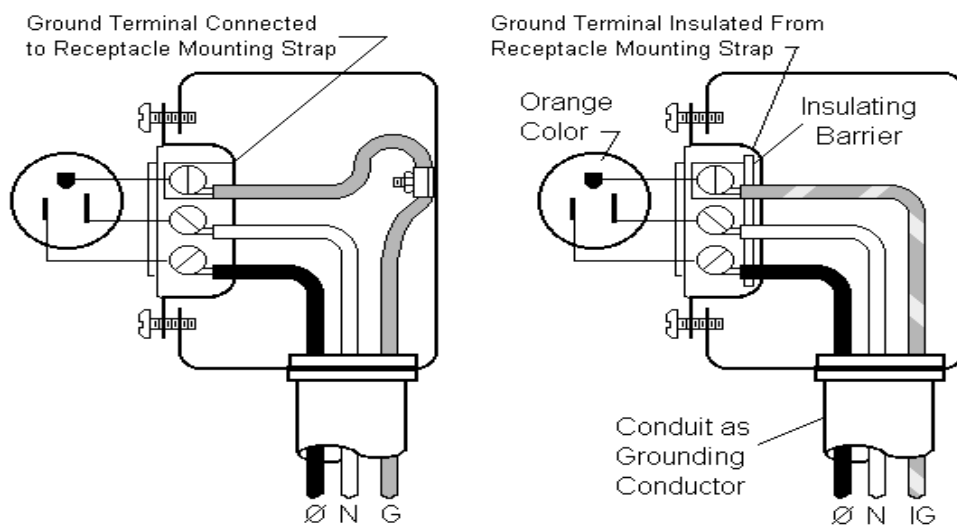 Ground Terminal Connected
to Receptacle Mounting Strap
Ground Terminal Insulated From
Receptacle Mounting Strap
Orange
Color
Insulating
Barrier
Conduit as
Grounding
Conductor
Ø N G
Ø N IG